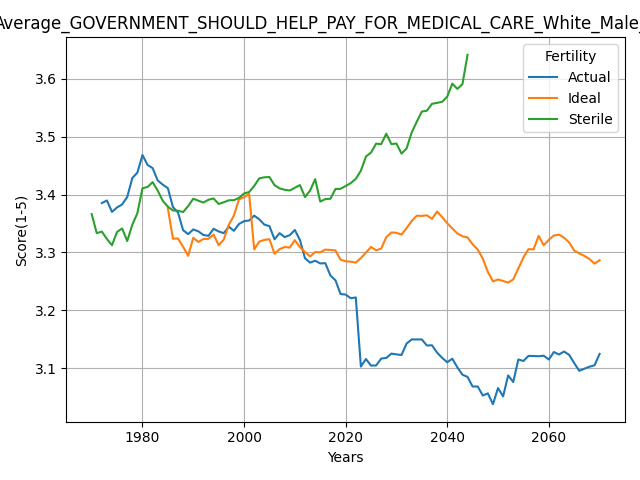 Average_GOVERNMENT_SHOULD_HELP_PAY_FOR_MEDICAL_CARE_White_Male_
Fertility
Actual
Ideal
Sterile
Score(1-5)
3.6
3.5
3.4
3.3
3.2
3.1
1980 2000 2020 2040 2060
Years